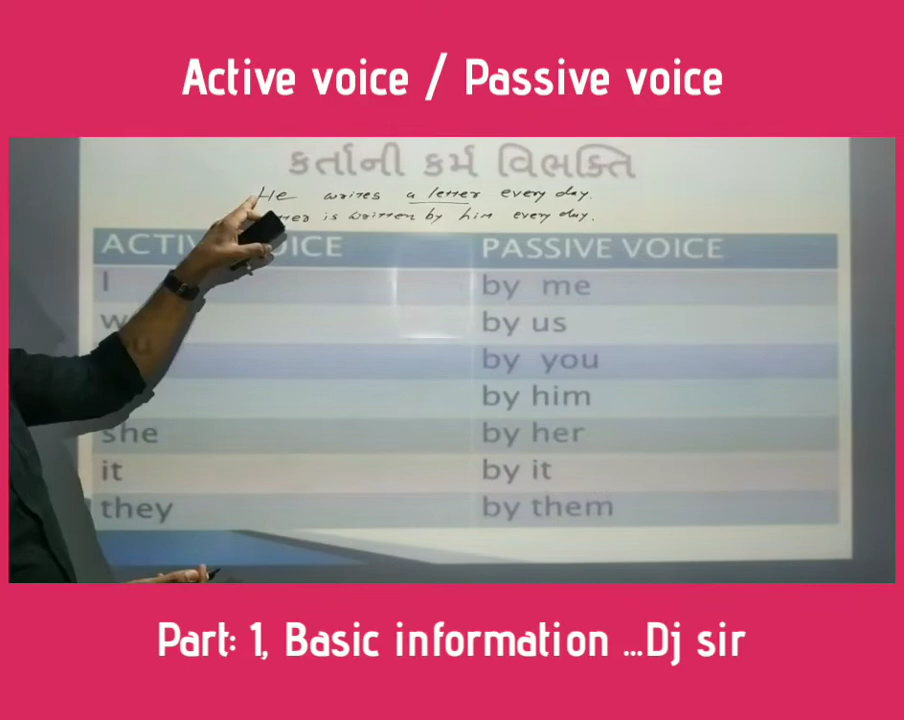 Active voice / Passive voice
કર્તાની કર્મ વિભક્તિ
He writes a letter every day.
is written by him every day.
ACTIV OICE PASSIVE VOICE
I by me
by us
by you
by him
she by her
it by it
they by them
Part: 1, Basic information ...Dj sir